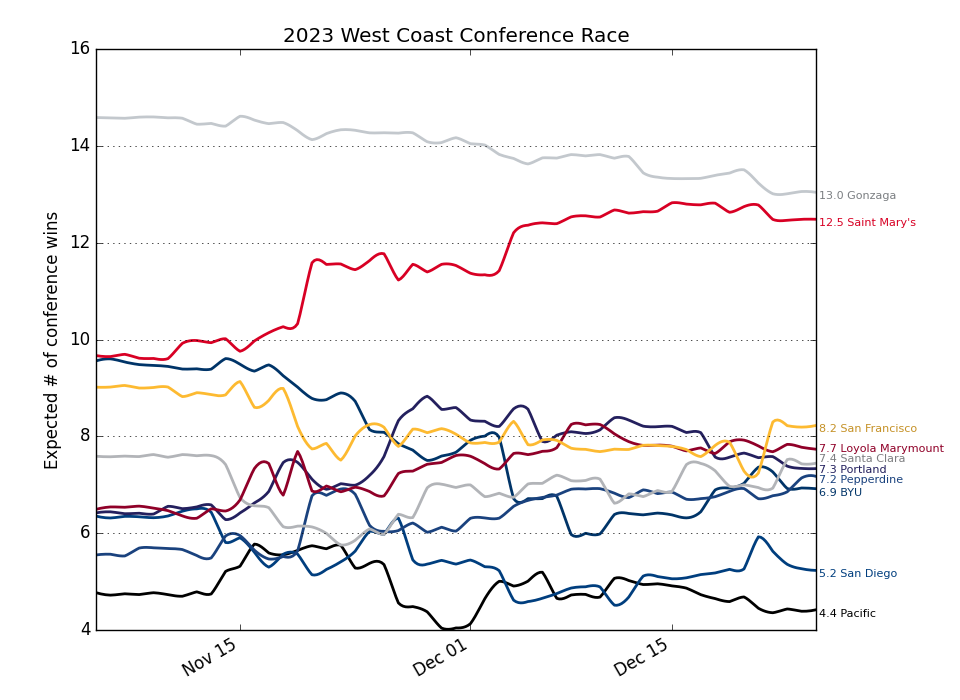 2023 West Coast Conference Race
Expected # of conference wins
16
14
12
10
8
6
4
Nov 15
Dec 01
Dec 15
13.0 Gonzaga
12.5 Saint Mary's
8.2 San Francisco
7.7 Loyola Marymount
7.4 Santa Clara
7.3 Portland
7.2 Pepperdine
6.9 BYU
5.2 San Diego
4.4 Pacific